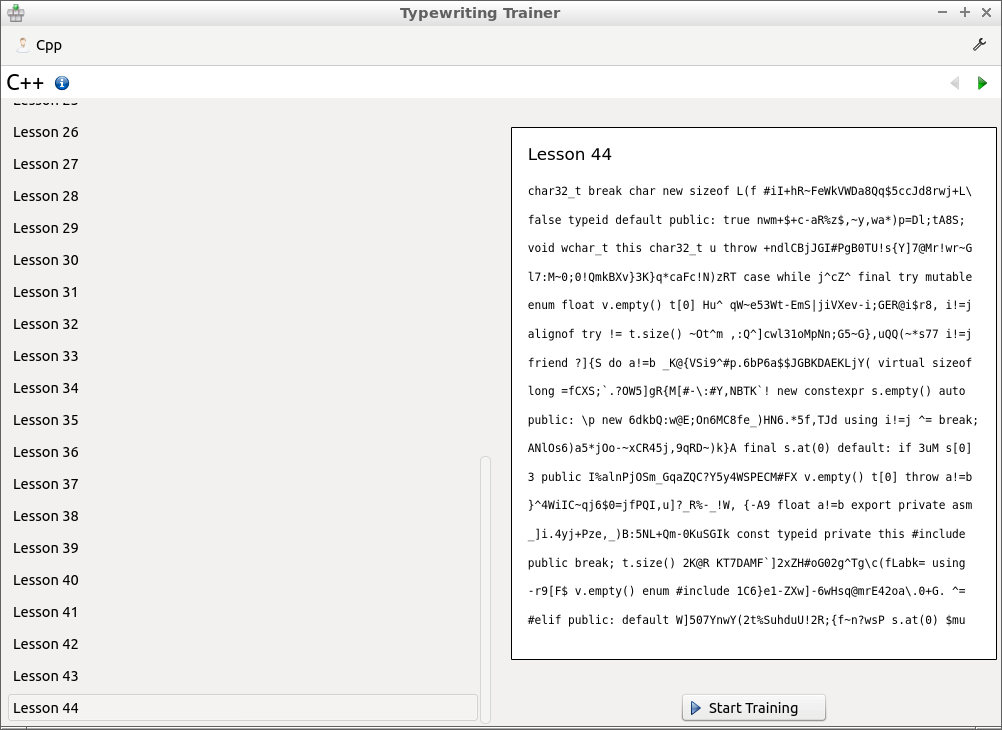 Typewriting Trainer
Cpp
C++
Lesson 25
Lesson 26
Lesson 27
Lesson 28
Lesson 29
Lesson 30
Lesson 31
Lesson 32
Lesson 33
Lesson 34
Lesson 35
Lesson 36
Lesson 37
Lesson 38
Lesson 39
Lesson 40
Lesson 41
Lesson 42
Lesson 43
Lesson 44
Lesson 44
char32_t break char new sizeof L(f #iI+hR~FeWkVWDa8Qq$5ccJd8rwj+L\
false typeid default public: true nwm+$+c-aR%z$,~y,wa*)p=Dl;tA8S;
void wchar_t this char32_t u throw +ndlCBjJGI#PgB0TU!s{Y]7@Mr!wr~G
l7:M~0;0!QmkBXv}3K}q*caFc!N)zRT case while j^cZ^ final try mutable
enum float v.empty() t[0] Hu^ qW~e53Wt-EmS|jiVXev-i;GER@i$r8, i!=j
alignof try != t.size() ~Ot^m ,:Q^]cwl31oMpNn;G5~G},uQQ(~*s77 i!=j
friend ?]{S do a!=b _K@{VSi9^#p.6bP6a$$JGBKDAEKLjY( virtual sizeof
long =fCXS;`.?OW5]gR{M[#-\:#Y,NBTK`! new constexpr s.empty() auto
public: \p new 6dkbQ:w@E;On6MC8fe_)HN6.*5f,TJd using i!=j ^= break;
ANlOs6)a5*jOo-~xCR45j,9qRD~)k}A final s.at(0) default: if 3uM s[0]
3 public I%alnPjOSm_GqaZQC?Y5y4WSPECM#FX v.empty() t[0] throw a!=b
}^4WiIC~qj6$0=jfPQI,u]?_R%-_!W, {-A9 float a!=b export private asm
_]i.4yj+Pze,_)B:5NL+Qm-0KuSGIk const typeid private this #include
public break; t.size() 2K@R KT7DAMF`]2xZH#oG02g^Tg\c(fLabk= using
-r9[F$ v.empty() enum #include 1C6}e1-ZXw]-6wHsq@mrE42oa\.0+G. ^=
#elif public: default W]507YnwY(2t%SuhduU!2R;{f~n?wsP s.at(0) $mu
Start Training